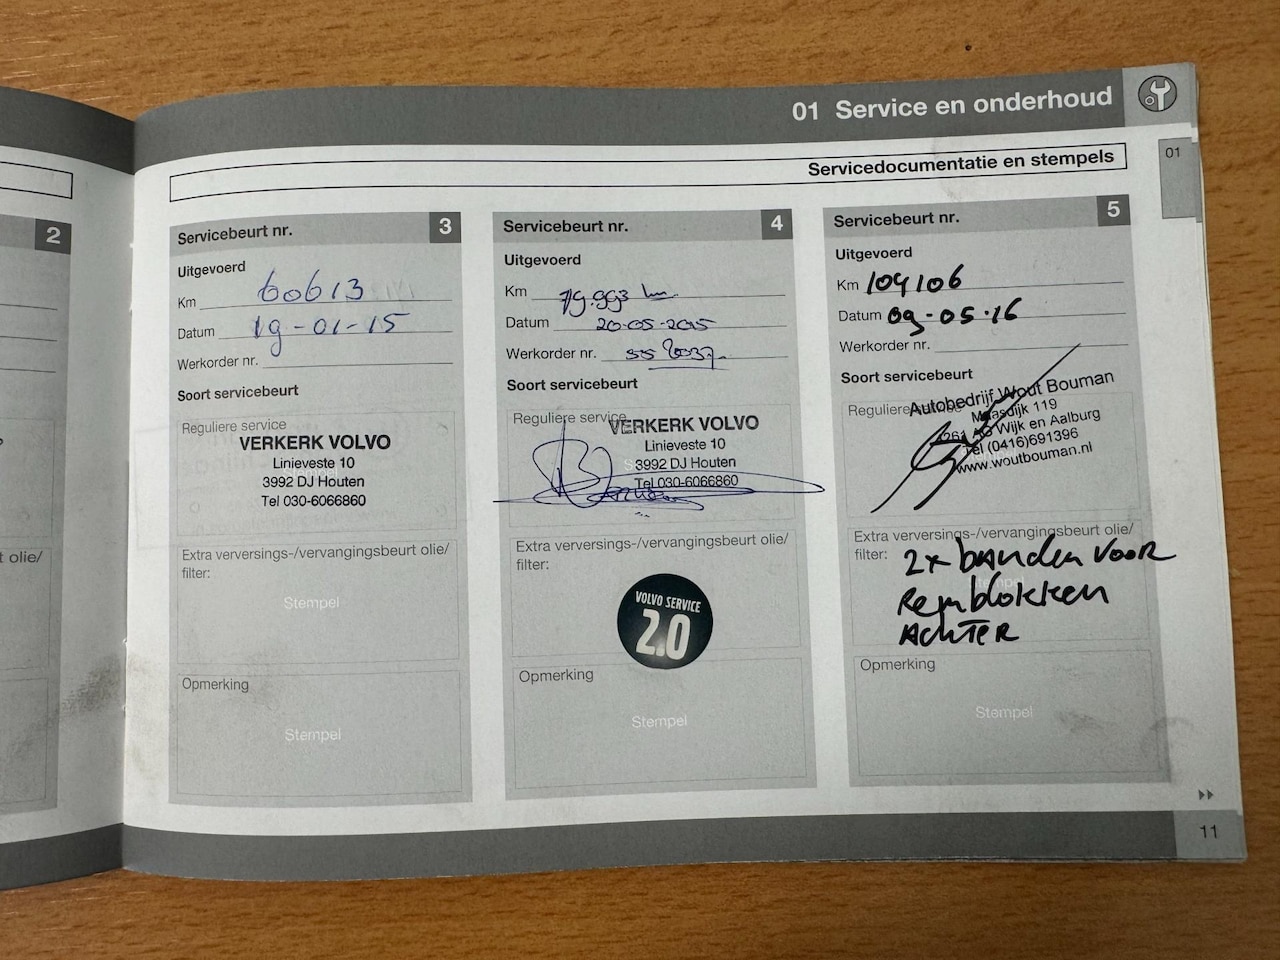 01 Service en onderhoud
Servicedocumentatie en stempels
01
2
olie/
Servicebeurt nr. 3
Uitgevoerd
Km 60613
Datum 19-01-15
Werkorder nr.
Soort servicebeurt
Reguliere service
VERKERK VOLVO
Linieveste 10
3992 DJ Houten
Tel 030-6066860
Extra verversings-/vervangingsbeurt olie/
filter:
Stempel
Opmerking
Stempel
Servicebeurt nr. 4
Uitgevoerd
Km 79.993 km
Datum 20-05-2015
Werkorder nr.
Soort servicebeurt
Reguliere service
VERKERK VOLVO
Linieveste 10
3992 DJ Houten
Tel 030-6066860
Extra verversings-/vervangingsbeurt olie/
filter:
VOLVO SERVICE
2.0
Opmerking
Stempel
Servicebeurt nr. 5
Uitgevoerd
Km 104106
Datum 09-05-16
Werkorder nr.
Soort servicebeurt
Reguliere
Autobedrijf Wout Bouman
Maasdijk 119
4261 AG Wijk en Aalburg
Tel (0416)691396
www.woutbouman.nl
Extra verversings-/vervangingsbeurt olie/
filter:
2x banden voor
Remblokken
Achter
Stempel
Opmerking
Stempel
11